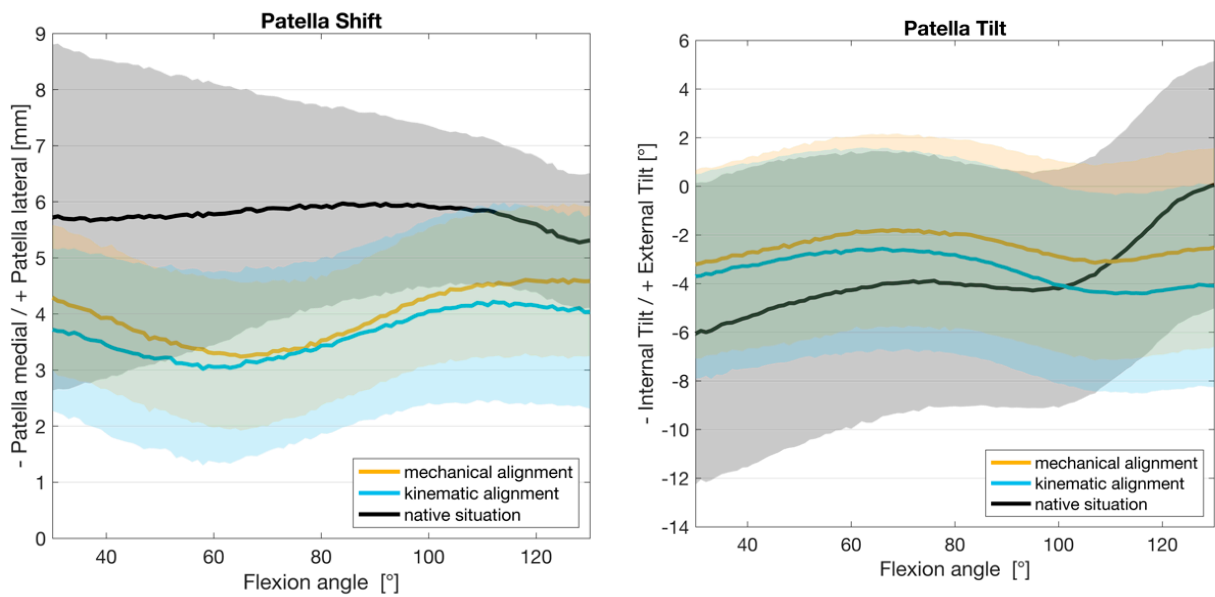 Patella Shift
- Patella medial / + Patella lateral [mm]
9
8
7
6
5
4
3
2
1
0
40
60
80
100
120
Flexion angle [°]
mechanical alignment
kinematic alignment
native situation
Patella Tilt
- Internal Tilt / + External Tilt [°]
6
4
2
0
-2
-4
-6
-8
-10
-12
-14
40
60
80
100
120
Flexion angle [°]
mechanical alignment
kinematic alignment
native situation